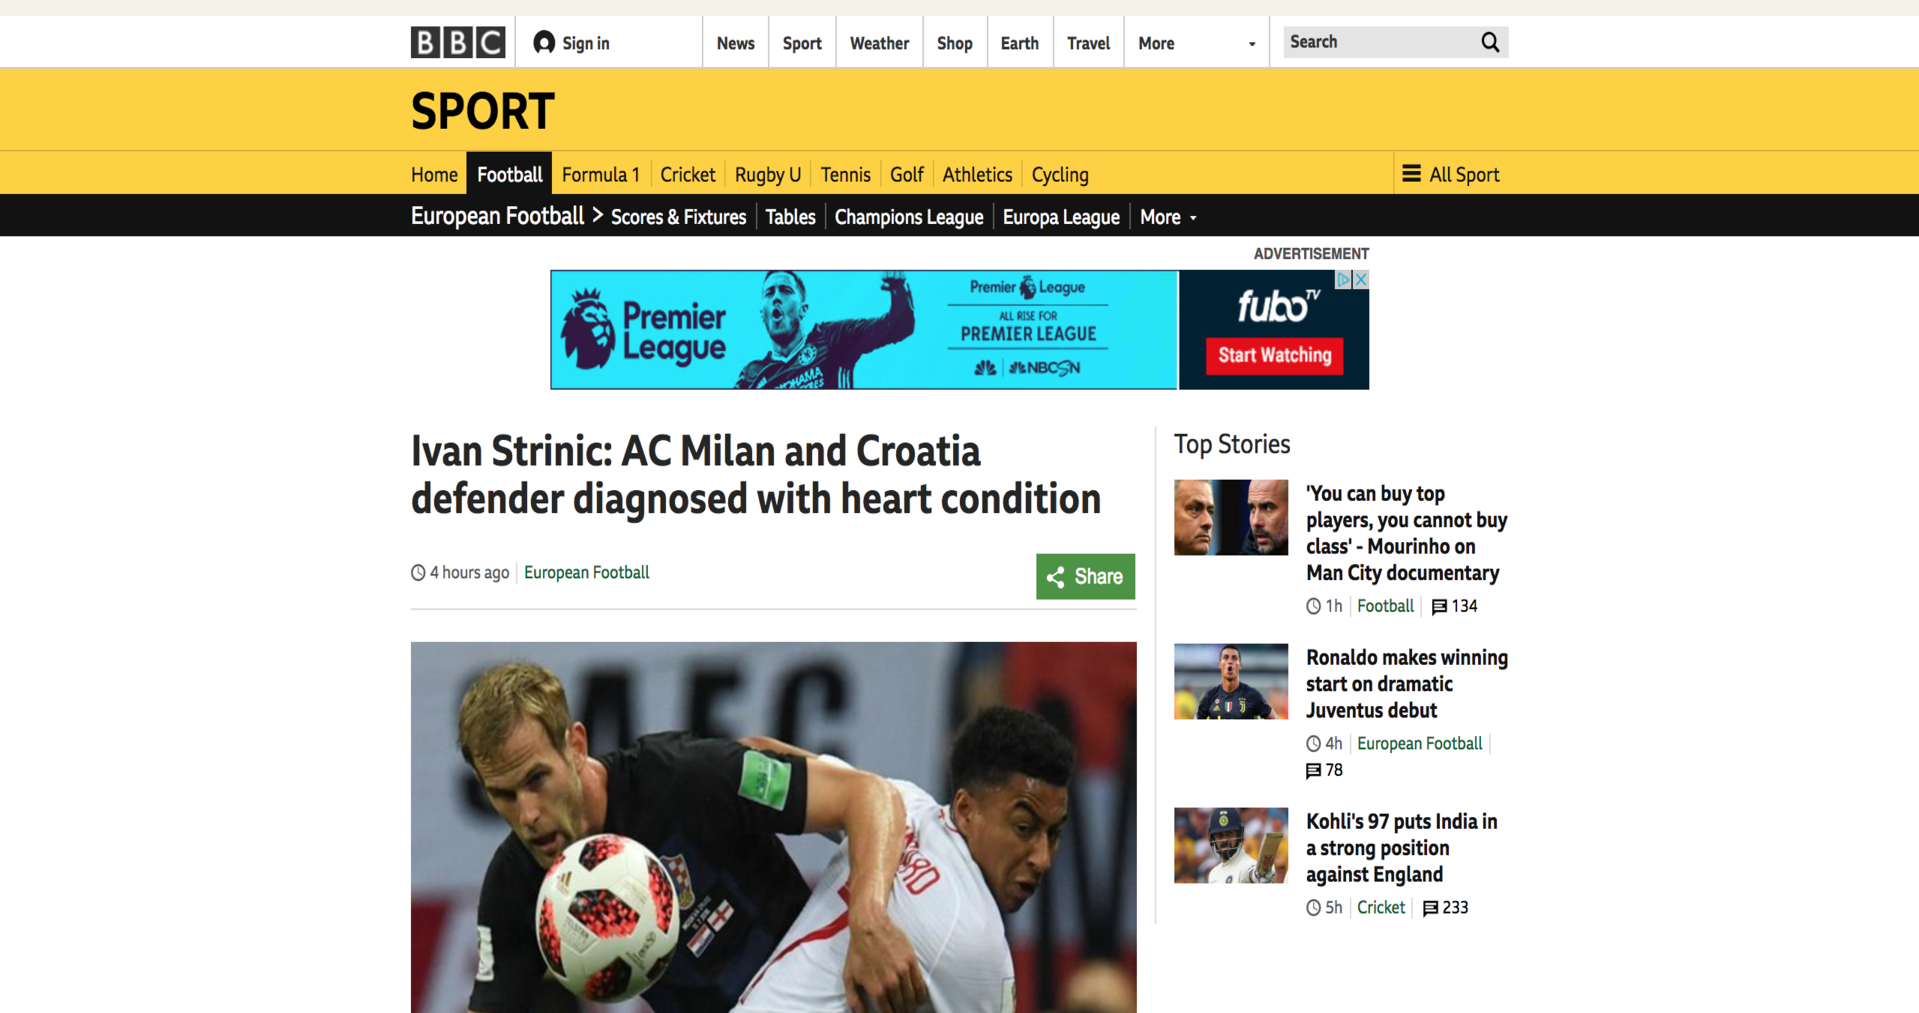 BBC
Sign in
News
Sport
Weather
Shop
Earth
Travel
More
Search
SPORT
Home
Football
Formula 1
Cricket
Rugby U
Tennis
Golf
Athletics
Cycling
All Sport
European Football
Scores & Fixtures
Tables
Champions League
Europa League
More
ADVERTISEMENT
Premier
League
Premier League
ALL RISE FOR
PREMIER LEAGUE
NBCSN
fubo TV
Start Watching
Ivan Strinic: AC Milan and Croatia
defender diagnosed with heart condition
4 hours ago
European Football
Share
Top Stories
'You can buy top
players, you cannot buy
class' - Mourinho on
Man City documentary
1h
Football
134
Ronaldo makes winning
start on dramatic
Juventus debut
4h
European Football
78
Kohli's 97 puts India in
a strong position
against England
5h
Cricket
233